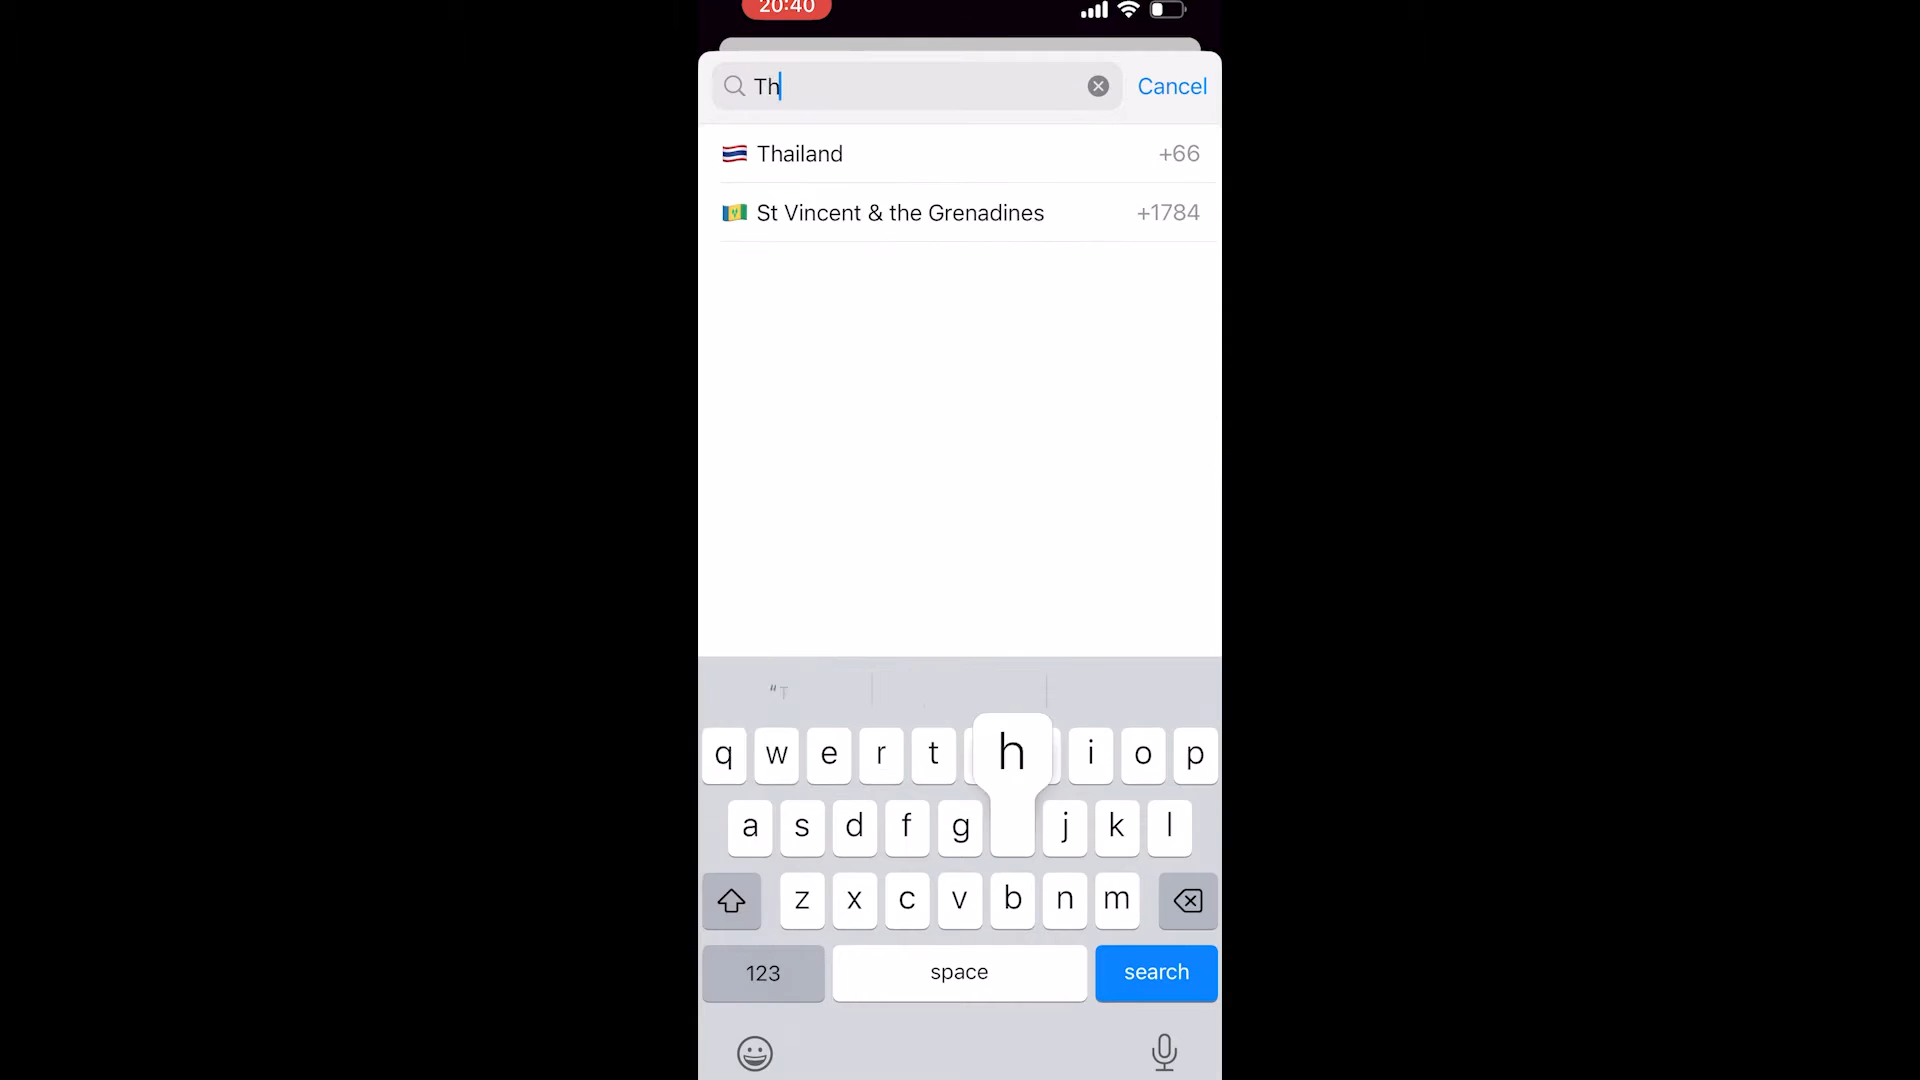 20:40
Th
Cancel
Thailand +66
St Vincent & the Grenadines +1784
"T
q w e r t h i o p
a s d f g j k l
z x c v b n m
123 space search